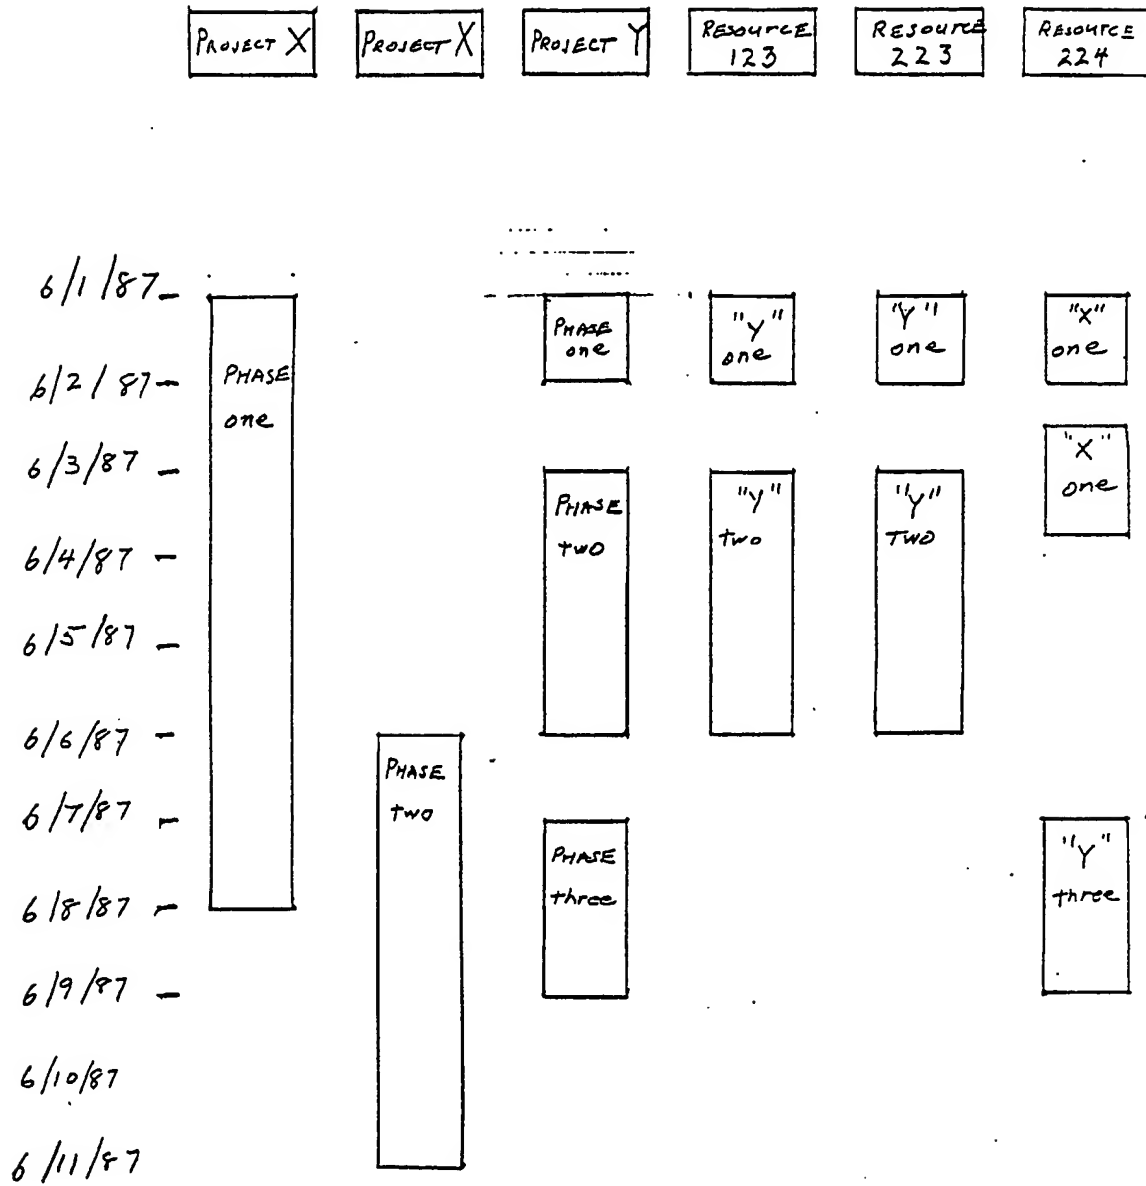 PROJECT X
PROJECT X
PROJECT Y
RESOURCE
123
RESOURCE
223
RESOURCE
224
6/1/87
6/2/87
6/3/87
6/4/87
6/5/87
6/6/87
6/7/87
6/8/87
6/9/87
6/10/87
6/11/87
PHASE
one
PHASE
two
PHASE
one
PHASE
two
PHASE
three
"Y"
one
"Y"
two
"Y"
one
"Y"
TWO
"X"
one
"X"
one
"Y"
three